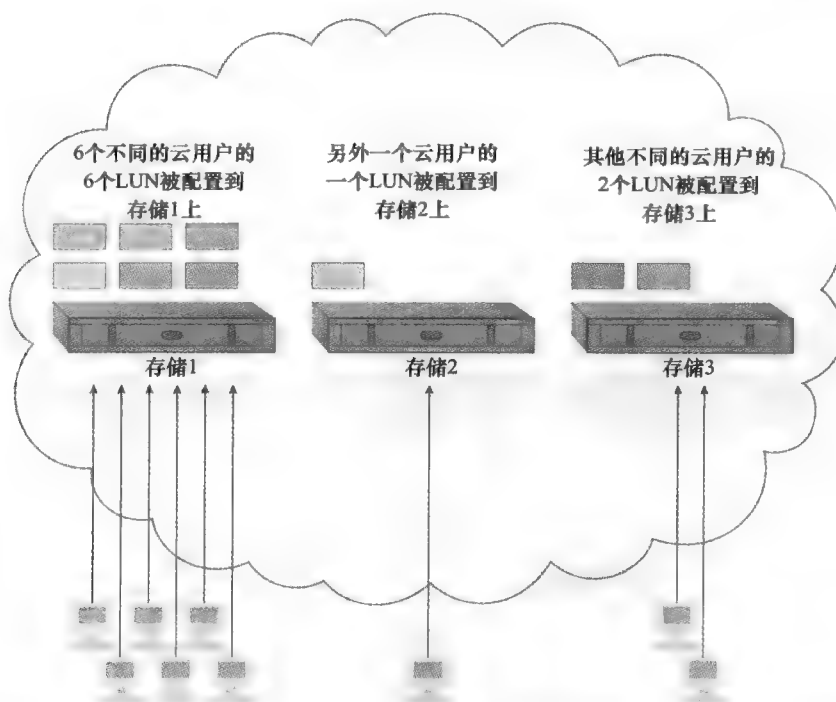 6个不同的云用户的
6个LUN被配置到
存储1上
另外一个云用户的
一个LUN被配置到
存储2上
其他不同的云用户的
2个LUN被配置到
存储3上
存储1
存储2
存储3